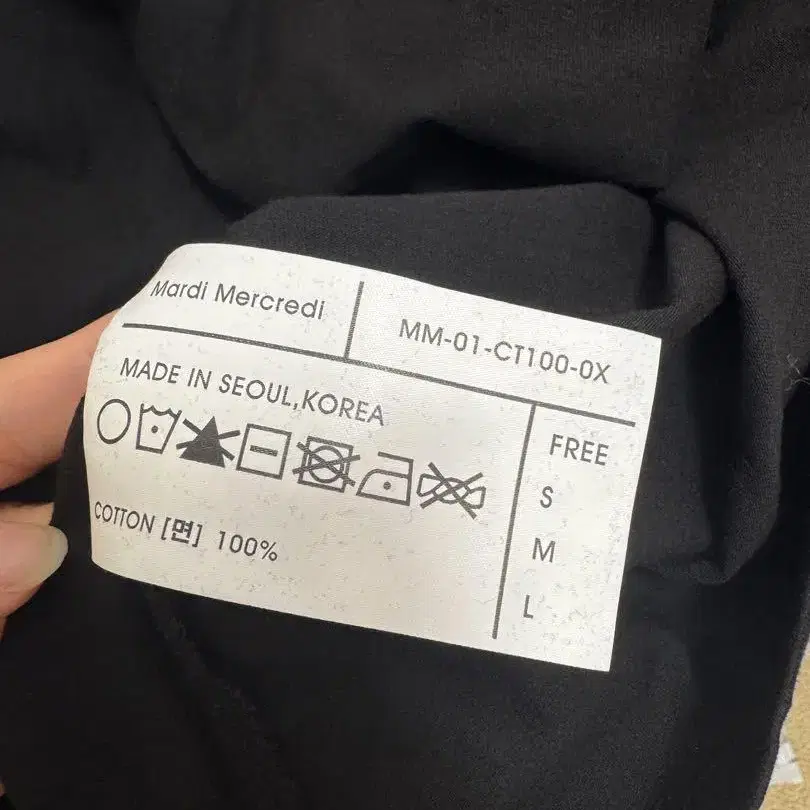 Mardi Mercredi
MM-01-CT100-0X
MADE IN SEOUL,KOREA
COTTON [면] 100%
FREE
S
M
L